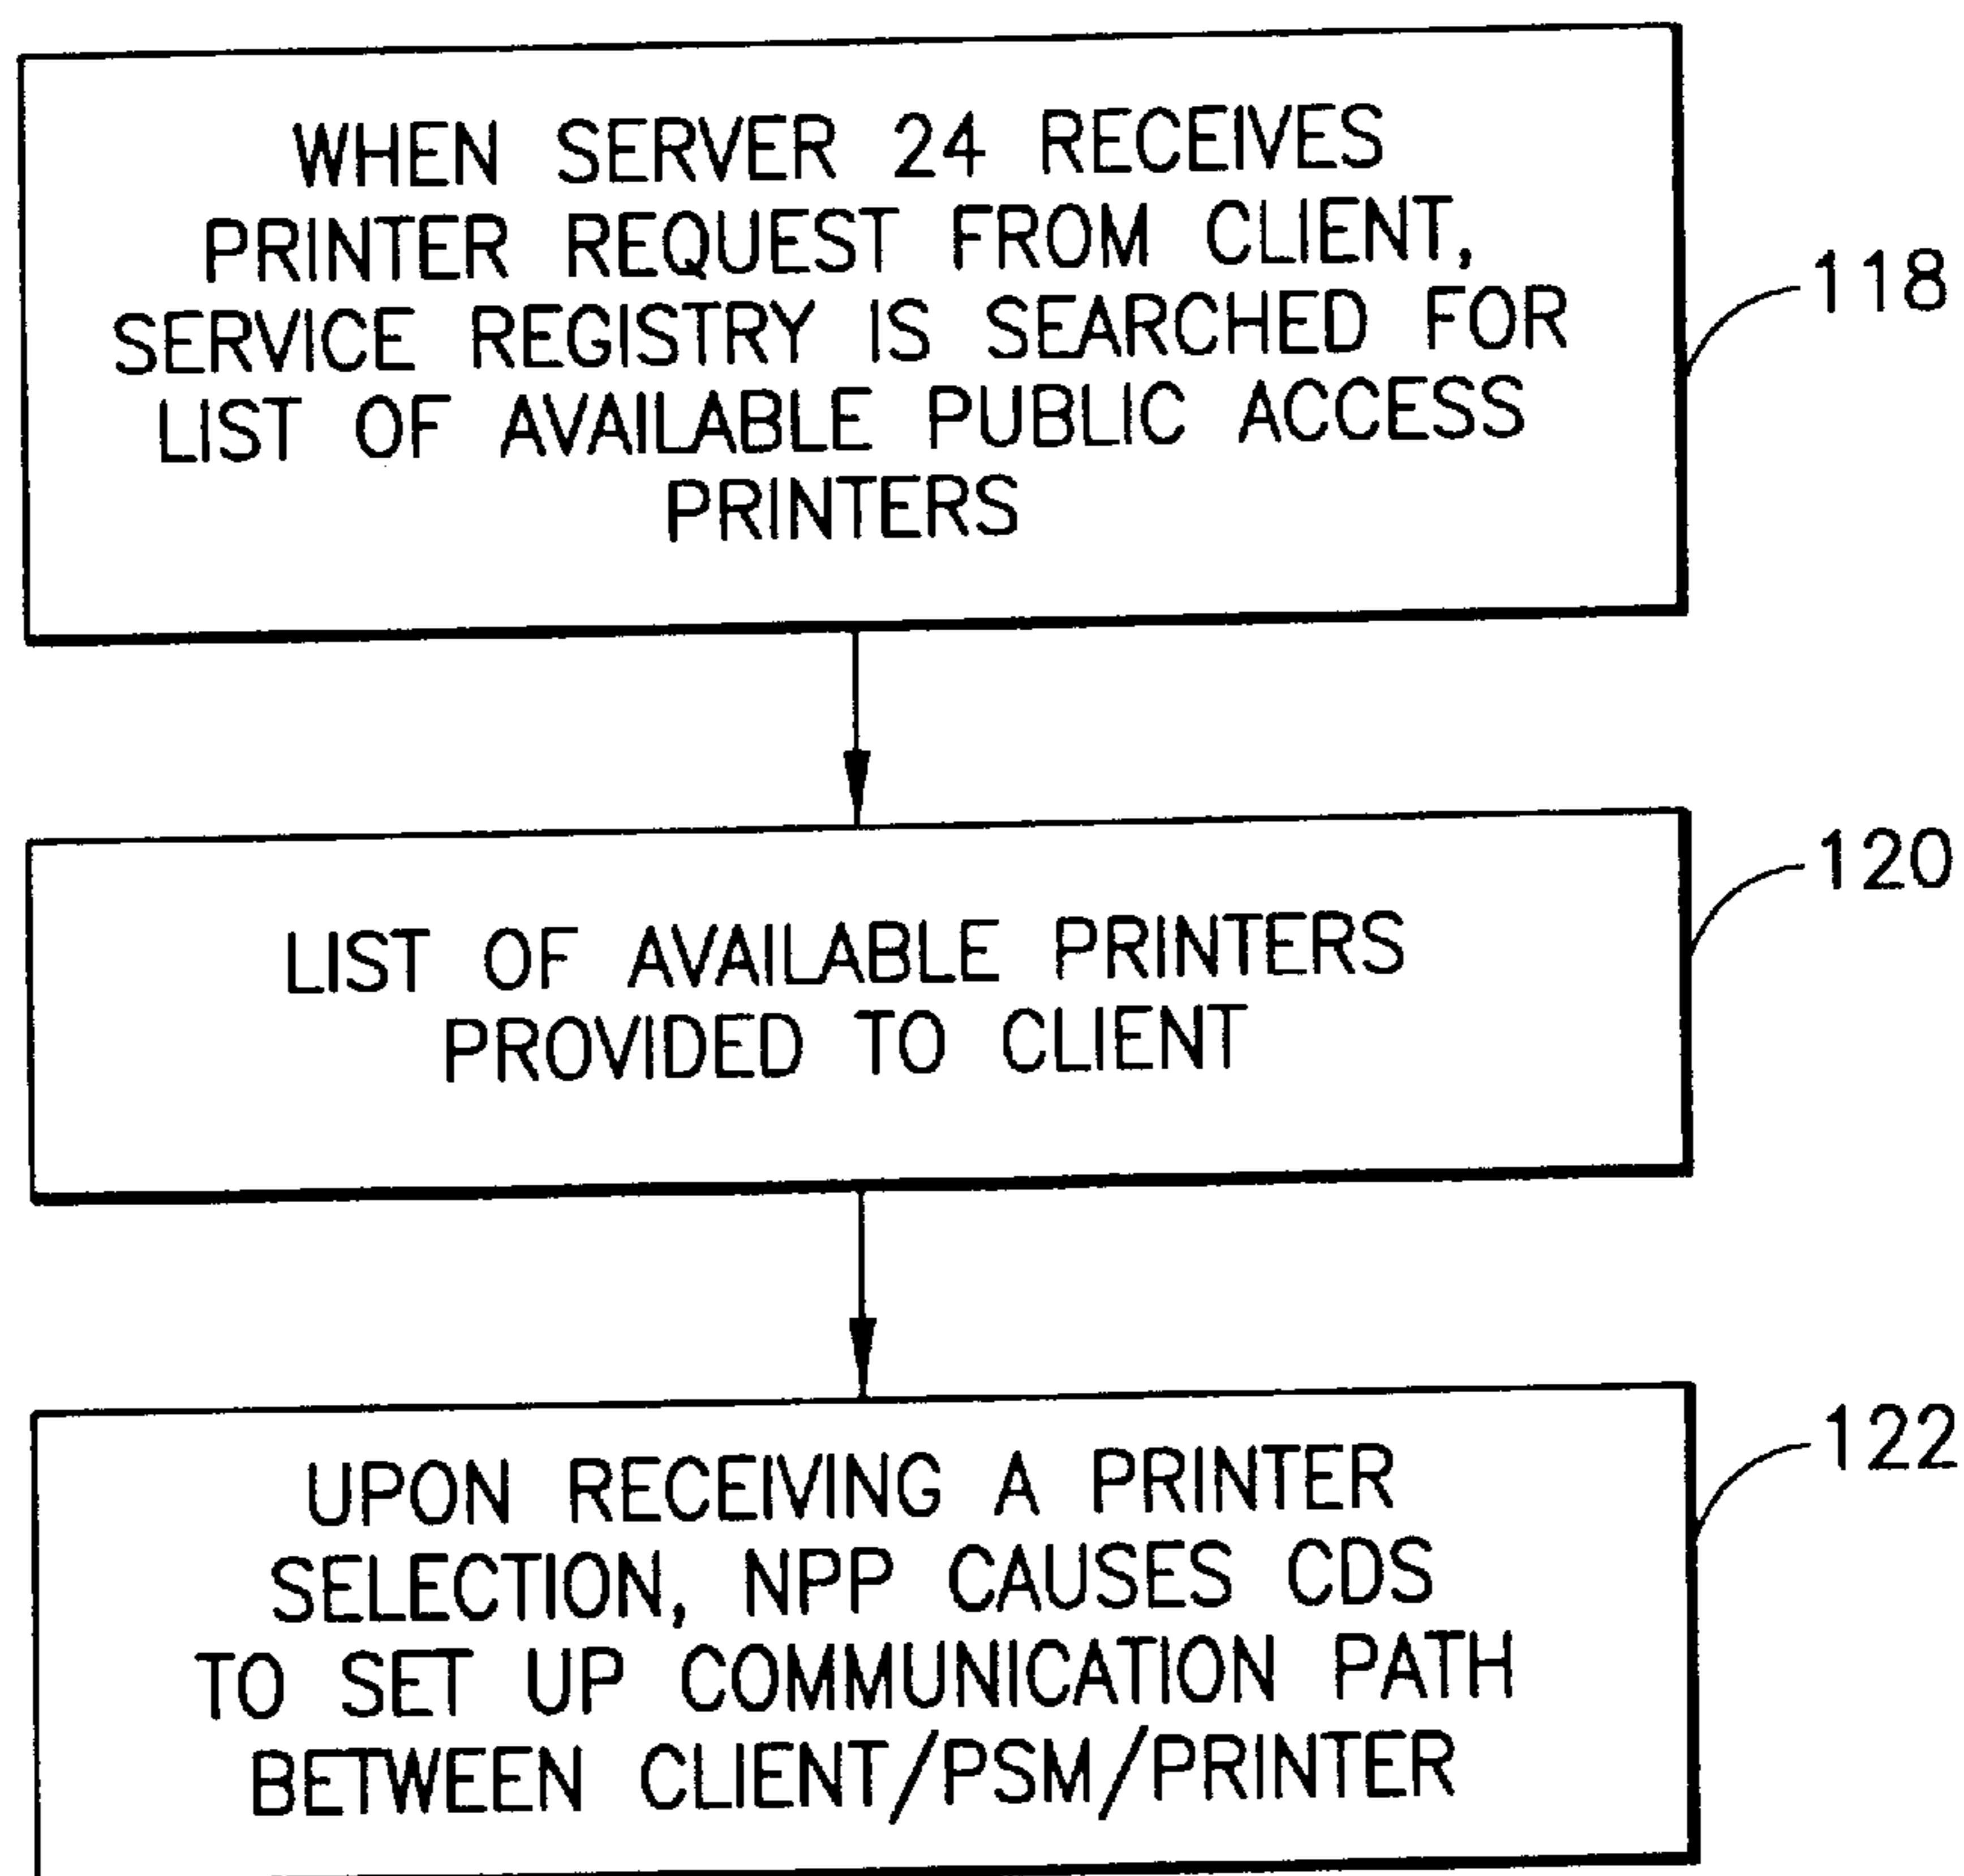 WHEN SERVER 24 RECEIVES
PRINTER REQUEST FROM CLIENT,
SERVICE REGISTRY IS SEARCHED FOR
LIST OF AVAILABLE PUBLIC ACCESS
PRINTERS
118
LIST OF AVAILABLE PRINTERS
PROVIDED TO CLIENT
120
UPON RECEIVING A PRINTER
SELECTION, NPP CAUSES CDS
TO SET UP COMMUNICATION PATH
BETWEEN CLIENT/PSM/PRINTER
122